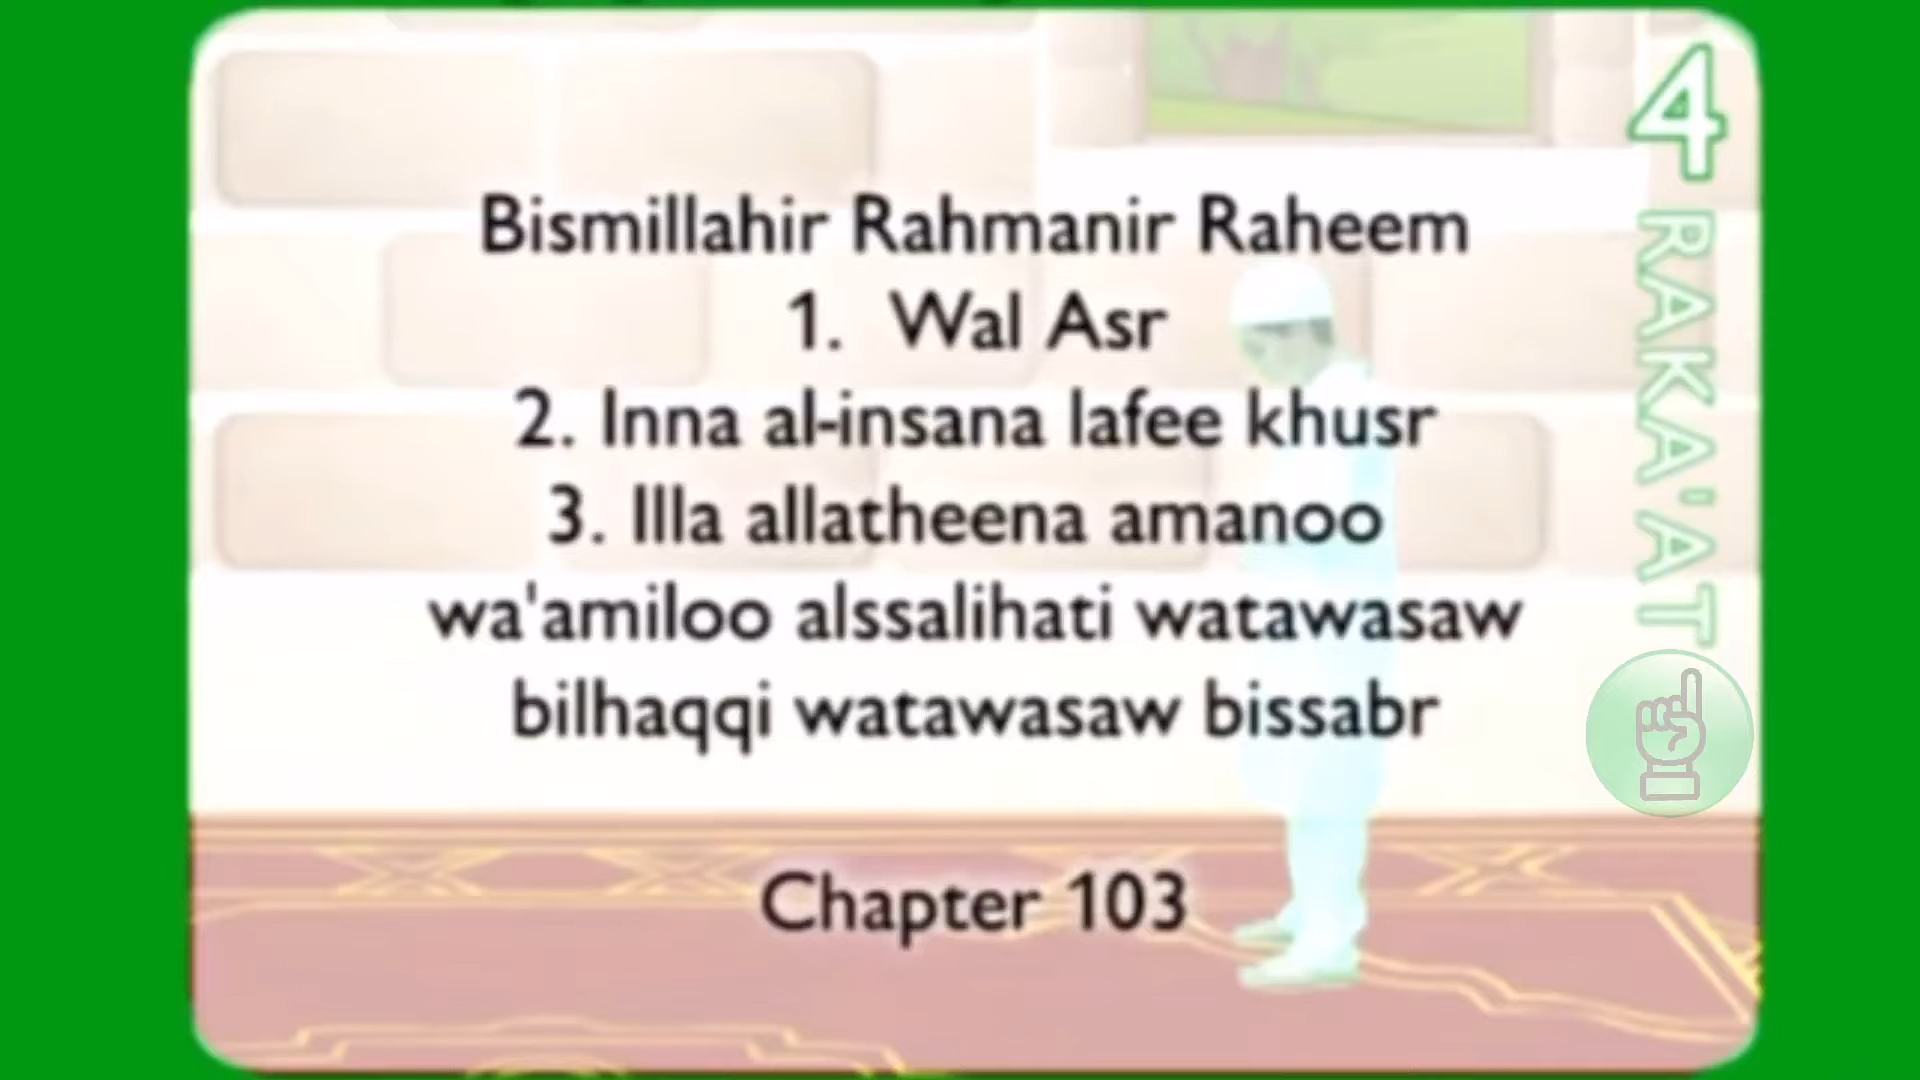 Bismillahir Rahmanir Raheem
1. Wal Asr
2. Inna al-insana lafee khusr
3. Illa allatheena amanoo
wa'amiloo alssalihati watawasaw
bilhaqqi watawasaw bissabr
Chapter 103
4 RAKA'AT